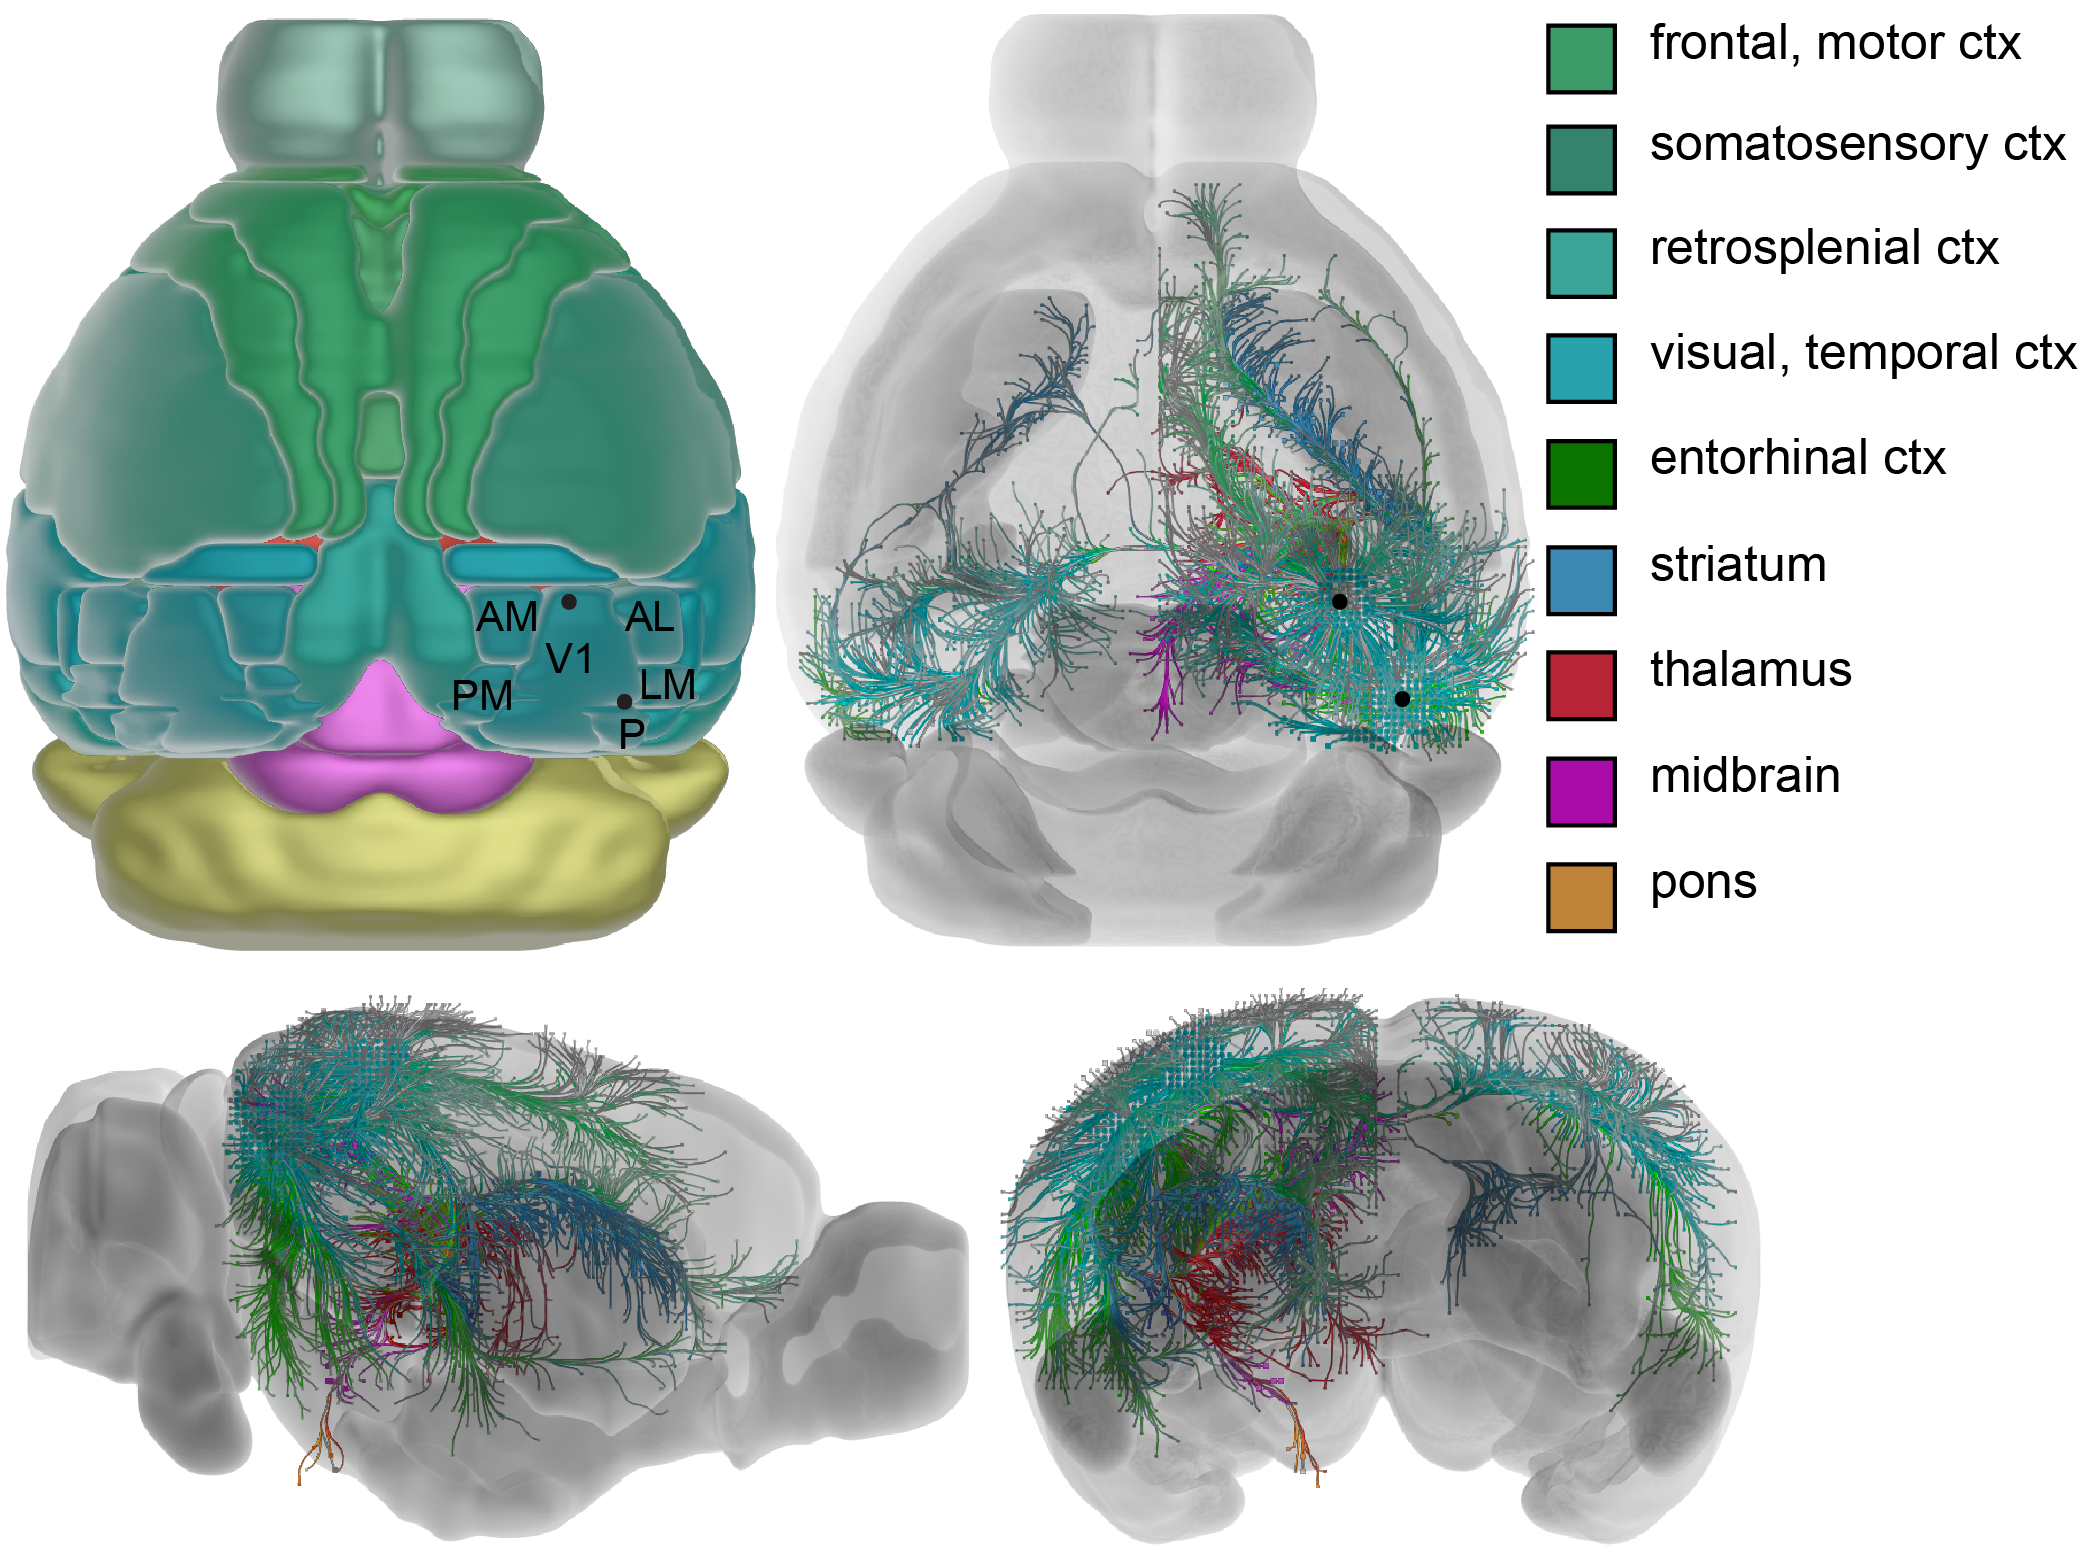 frontal, motor ctx
somatosensory ctx
retrosplenial ctx
visual, temporal ctx
entorhinal ctx
striatum
thalamus
midbrain
pons
AM
AL
V1
LM
PM
P